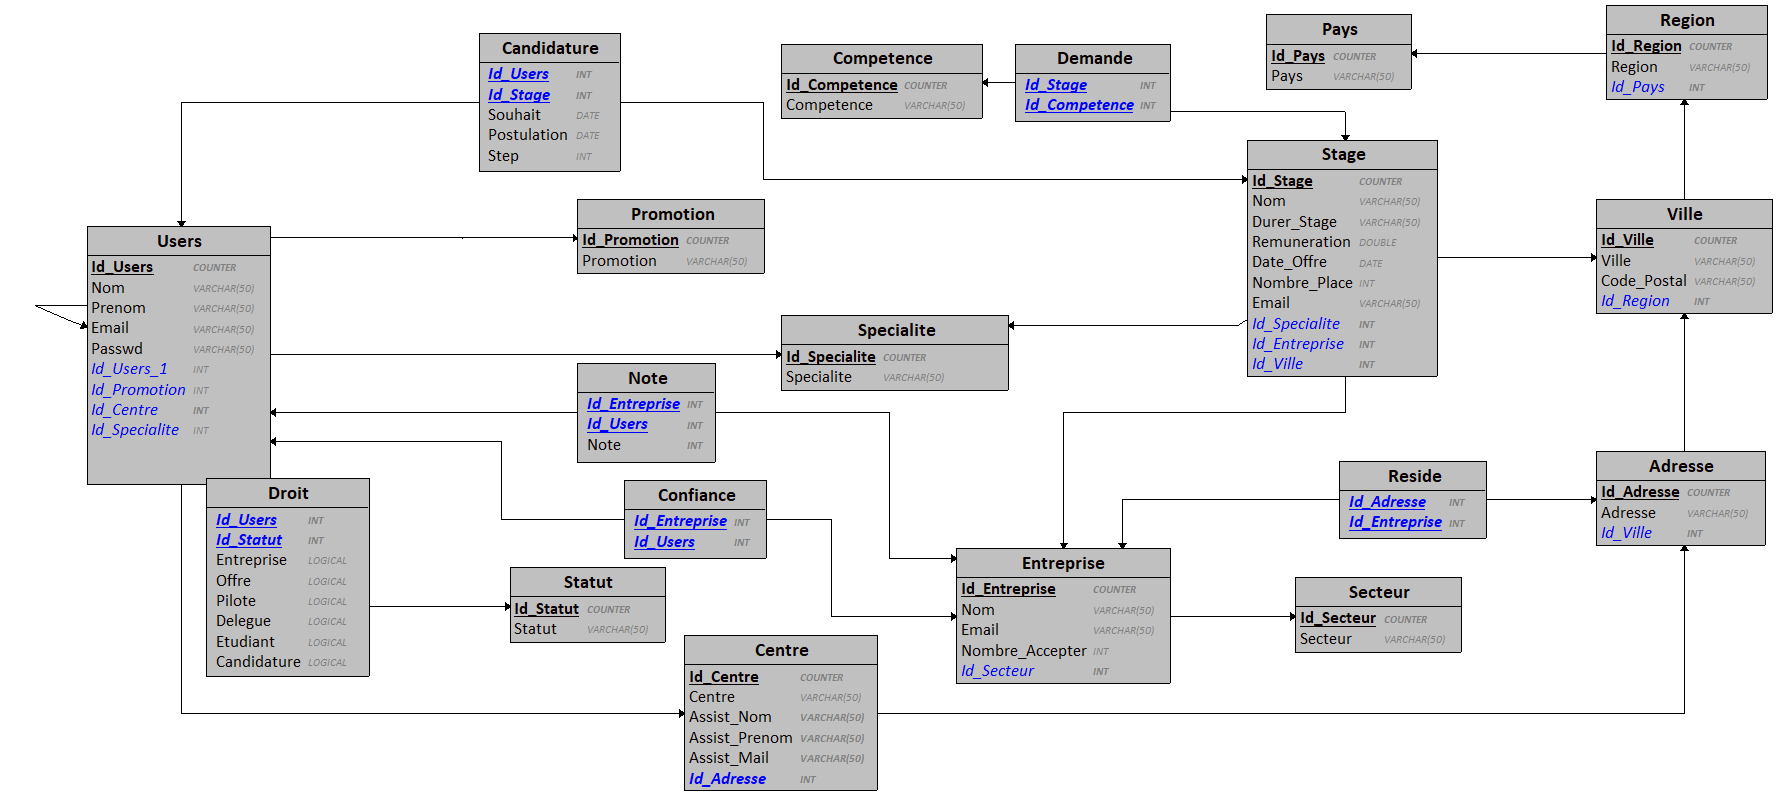 Candidature
Id_Users INT
Id_Stage INT
Souhait DATE
Postulation DATE
Step INT
Competence
Id_Competence COUNTER
Competence VARCHAR(50)
Demande
Id_Stage INT
Id_Competence INT
Pays
Id_Pays COUNTER
Pays VARCHAR(50)
Region
Id_Region COUNTER
Region VARCHAR(50)
Id_Pays INT
Stage
Id_Stage COUNTER
Nom VARCHAR(50)
Durer_Stage VARCHAR(50)
Remuneration DOUBLE
Date_Offre DATE
Nombre_Place INT
Email VARCHAR(50)
Id_Specialite INT
Id_Entreprise INT
Id_Ville INT
Promotion
Id_Promotion COUNTER
Promotion VARCHAR(50)
Ville
Id_Ville COUNTER
Ville VARCHAR(50)
Code_Postal VARCHAR(50)
Id_Region INT
Users
Id_Users COUNTER
Nom VARCHAR(50)
Prenom VARCHAR(50)
Email VARCHAR(50)
Passwd VARCHAR(50)
Id_Users_1 INT
Id_Promotion INT
Id_Centre INT
Id_Specialite INT
Specialite
Id_Specialite COUNTER
Specialite VARCHAR(50)
Note
Id_Entreprise INT
Id_Users INT
Note INT
Droit
Id_Users INT
Id_Statut INT
Entreprise LOGICAL
Offre LOGICAL
Pilote LOGICAL
Delegue LOGICAL
Etudiant LOGICAL
Candidature LOGICAL
Confiance
Id_Entreprise INT
Id_Users INT
Reside
Id_Adresse INT
Id_Entreprise INT
Adresse
Id_Adresse COUNTER
Adresse VARCHAR(50)
Id_Ville INT
Statut
Id_Statut COUNTER
Statut VARCHAR(50)
Entreprise
Id_Entreprise COUNTER
Nom VARCHAR(50)
Email VARCHAR(50)
Nombre_Accepter INT
Id_Secteur INT
Secteur
Id_Secteur COUNTER
Secteur VARCHAR(50)
Centre
Id_Centre COUNTER
Centre VARCHAR(50)
Assist_Nom VARCHAR(50)
Assist_Prenom VARCHAR(50)
Assist_Mail VARCHAR(50)
Id_Adresse INT